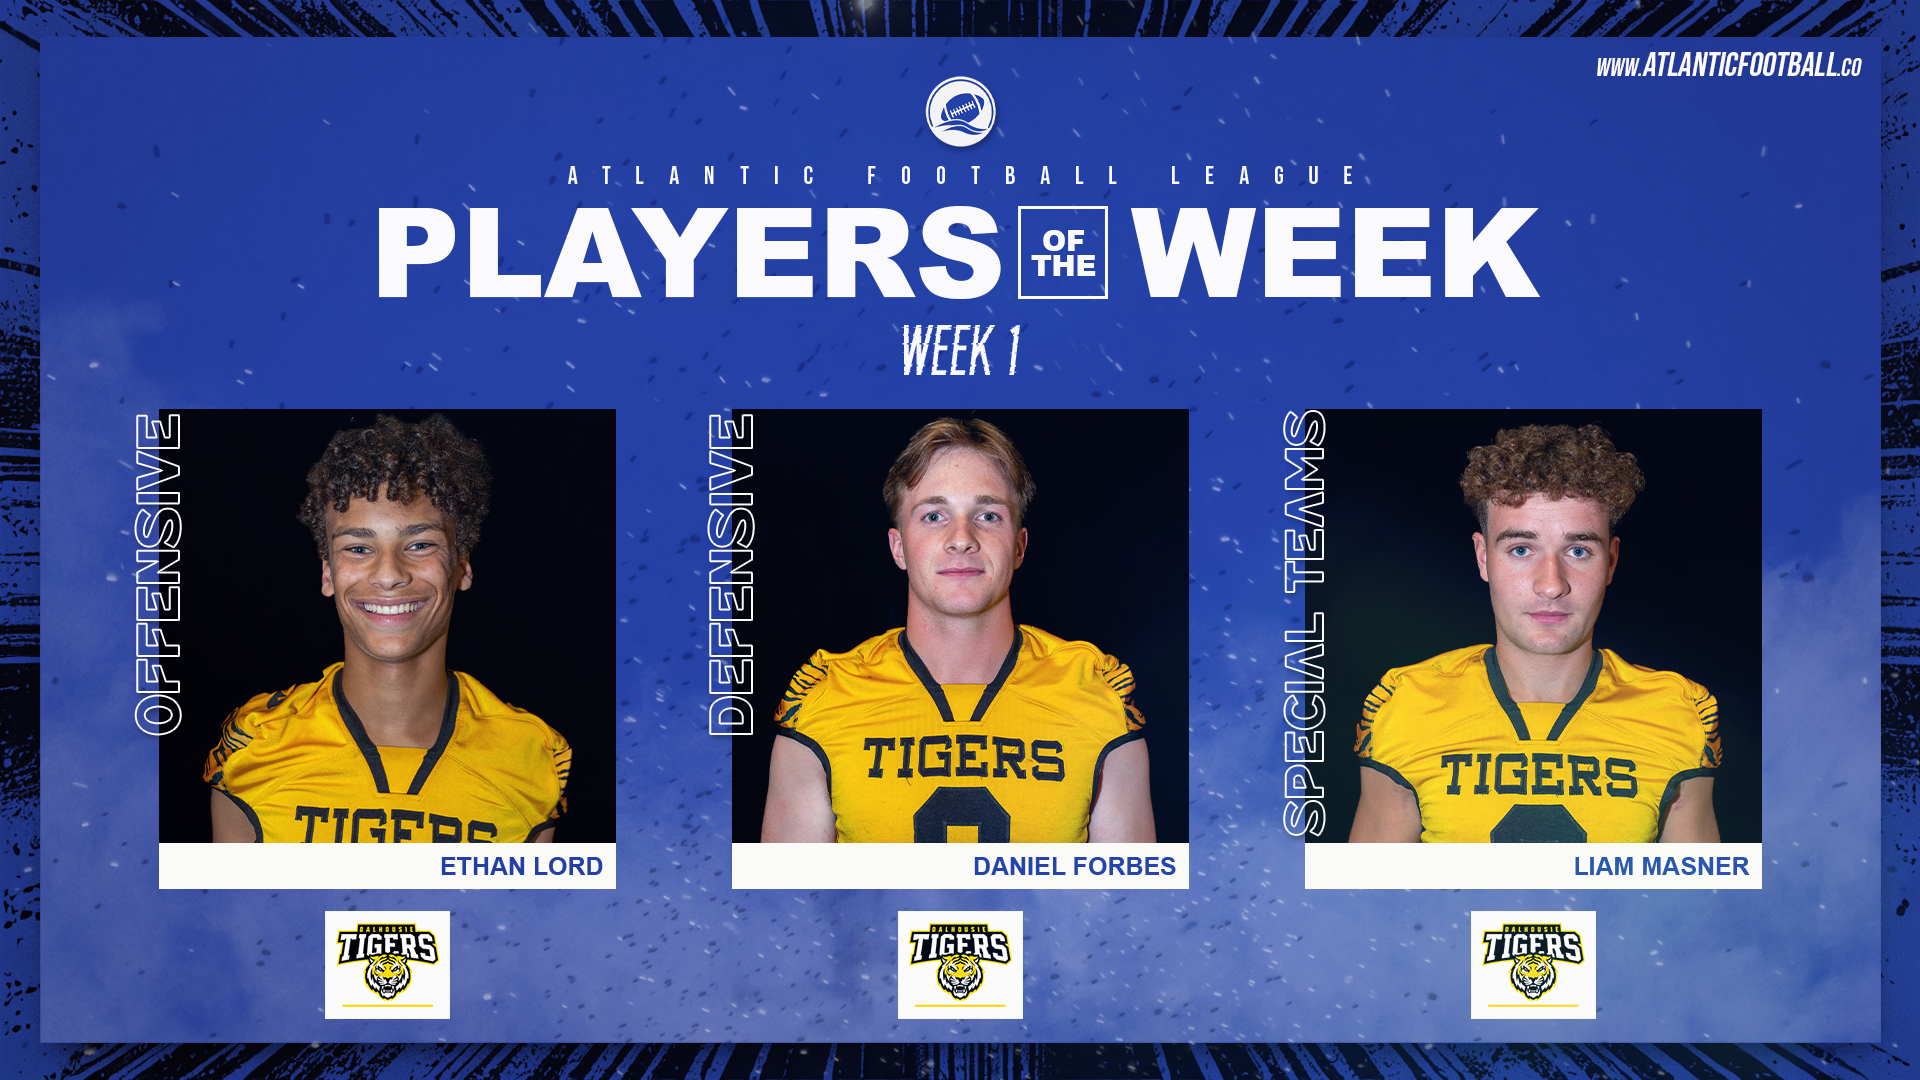 www.ATLANTICFOOTBALL.co
ATLANTIC FOOTBALL LEAGUE
PLAYERS OF THE WEEK
WEEK 1
OFFENSIVE
DEFENSIVE
SPECIAL TEAMS
TIGERS
TIGERS
TIGERS
ETHAN LORD
DANIEL FORBES
LIAM MASNER
DALHOUSIE
TIGERS
DALHOUSIE
TIGERS
DALHOUSIE
TIGERS